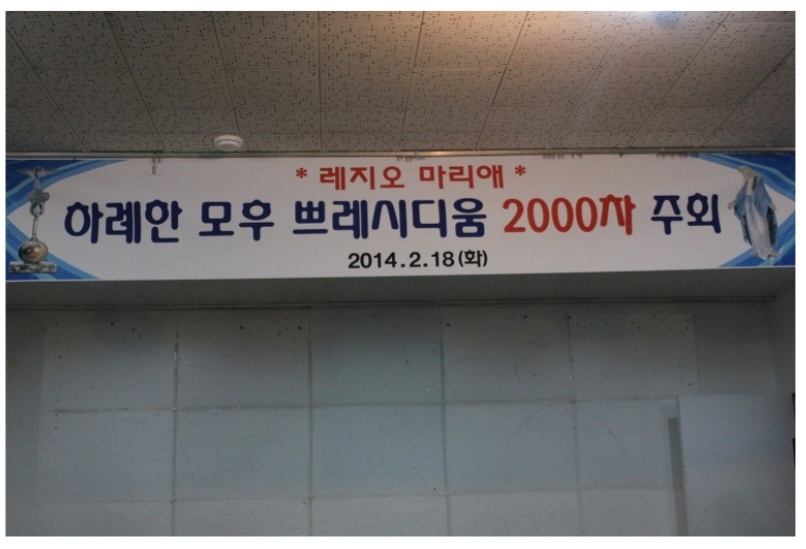 * 레지오 마리애 *
하례한 모후 쁘레시디움 2000차 주회
2014.2.18(화)